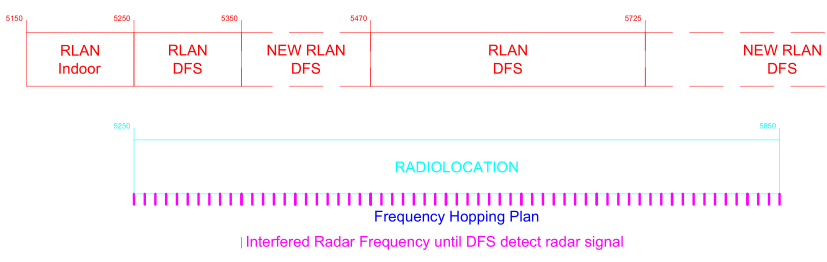 5150 5250 5350 5470 5725
RLAN Indoor
RLAN DFS
NEW RLAN DFS
RLAN DFS
NEW RLAN DFS
5250 5850
RADIOLOCATION
Frequency Hopping Plan
Interfered Radar Frequency until DFS detect radar signal